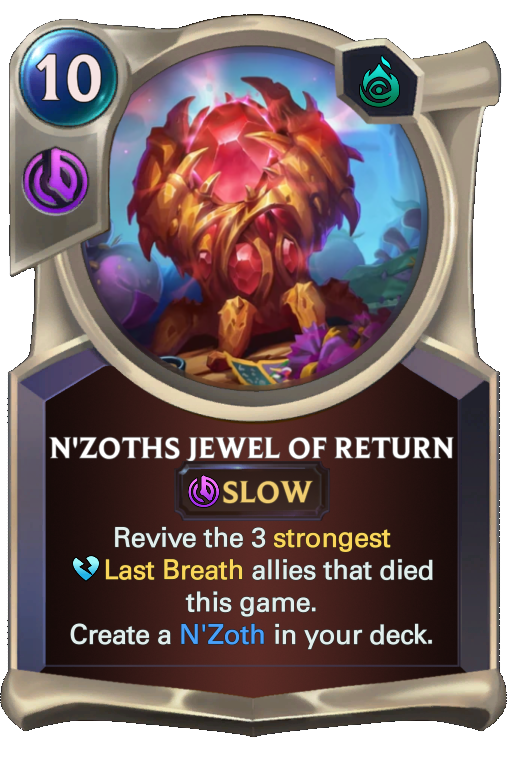 10
N'ZOTHS JEWEL OF RETURN
SLOW
Revive the 3 strongest
Last Breath allies that died
this game.
Create a N'Zoth in your deck.